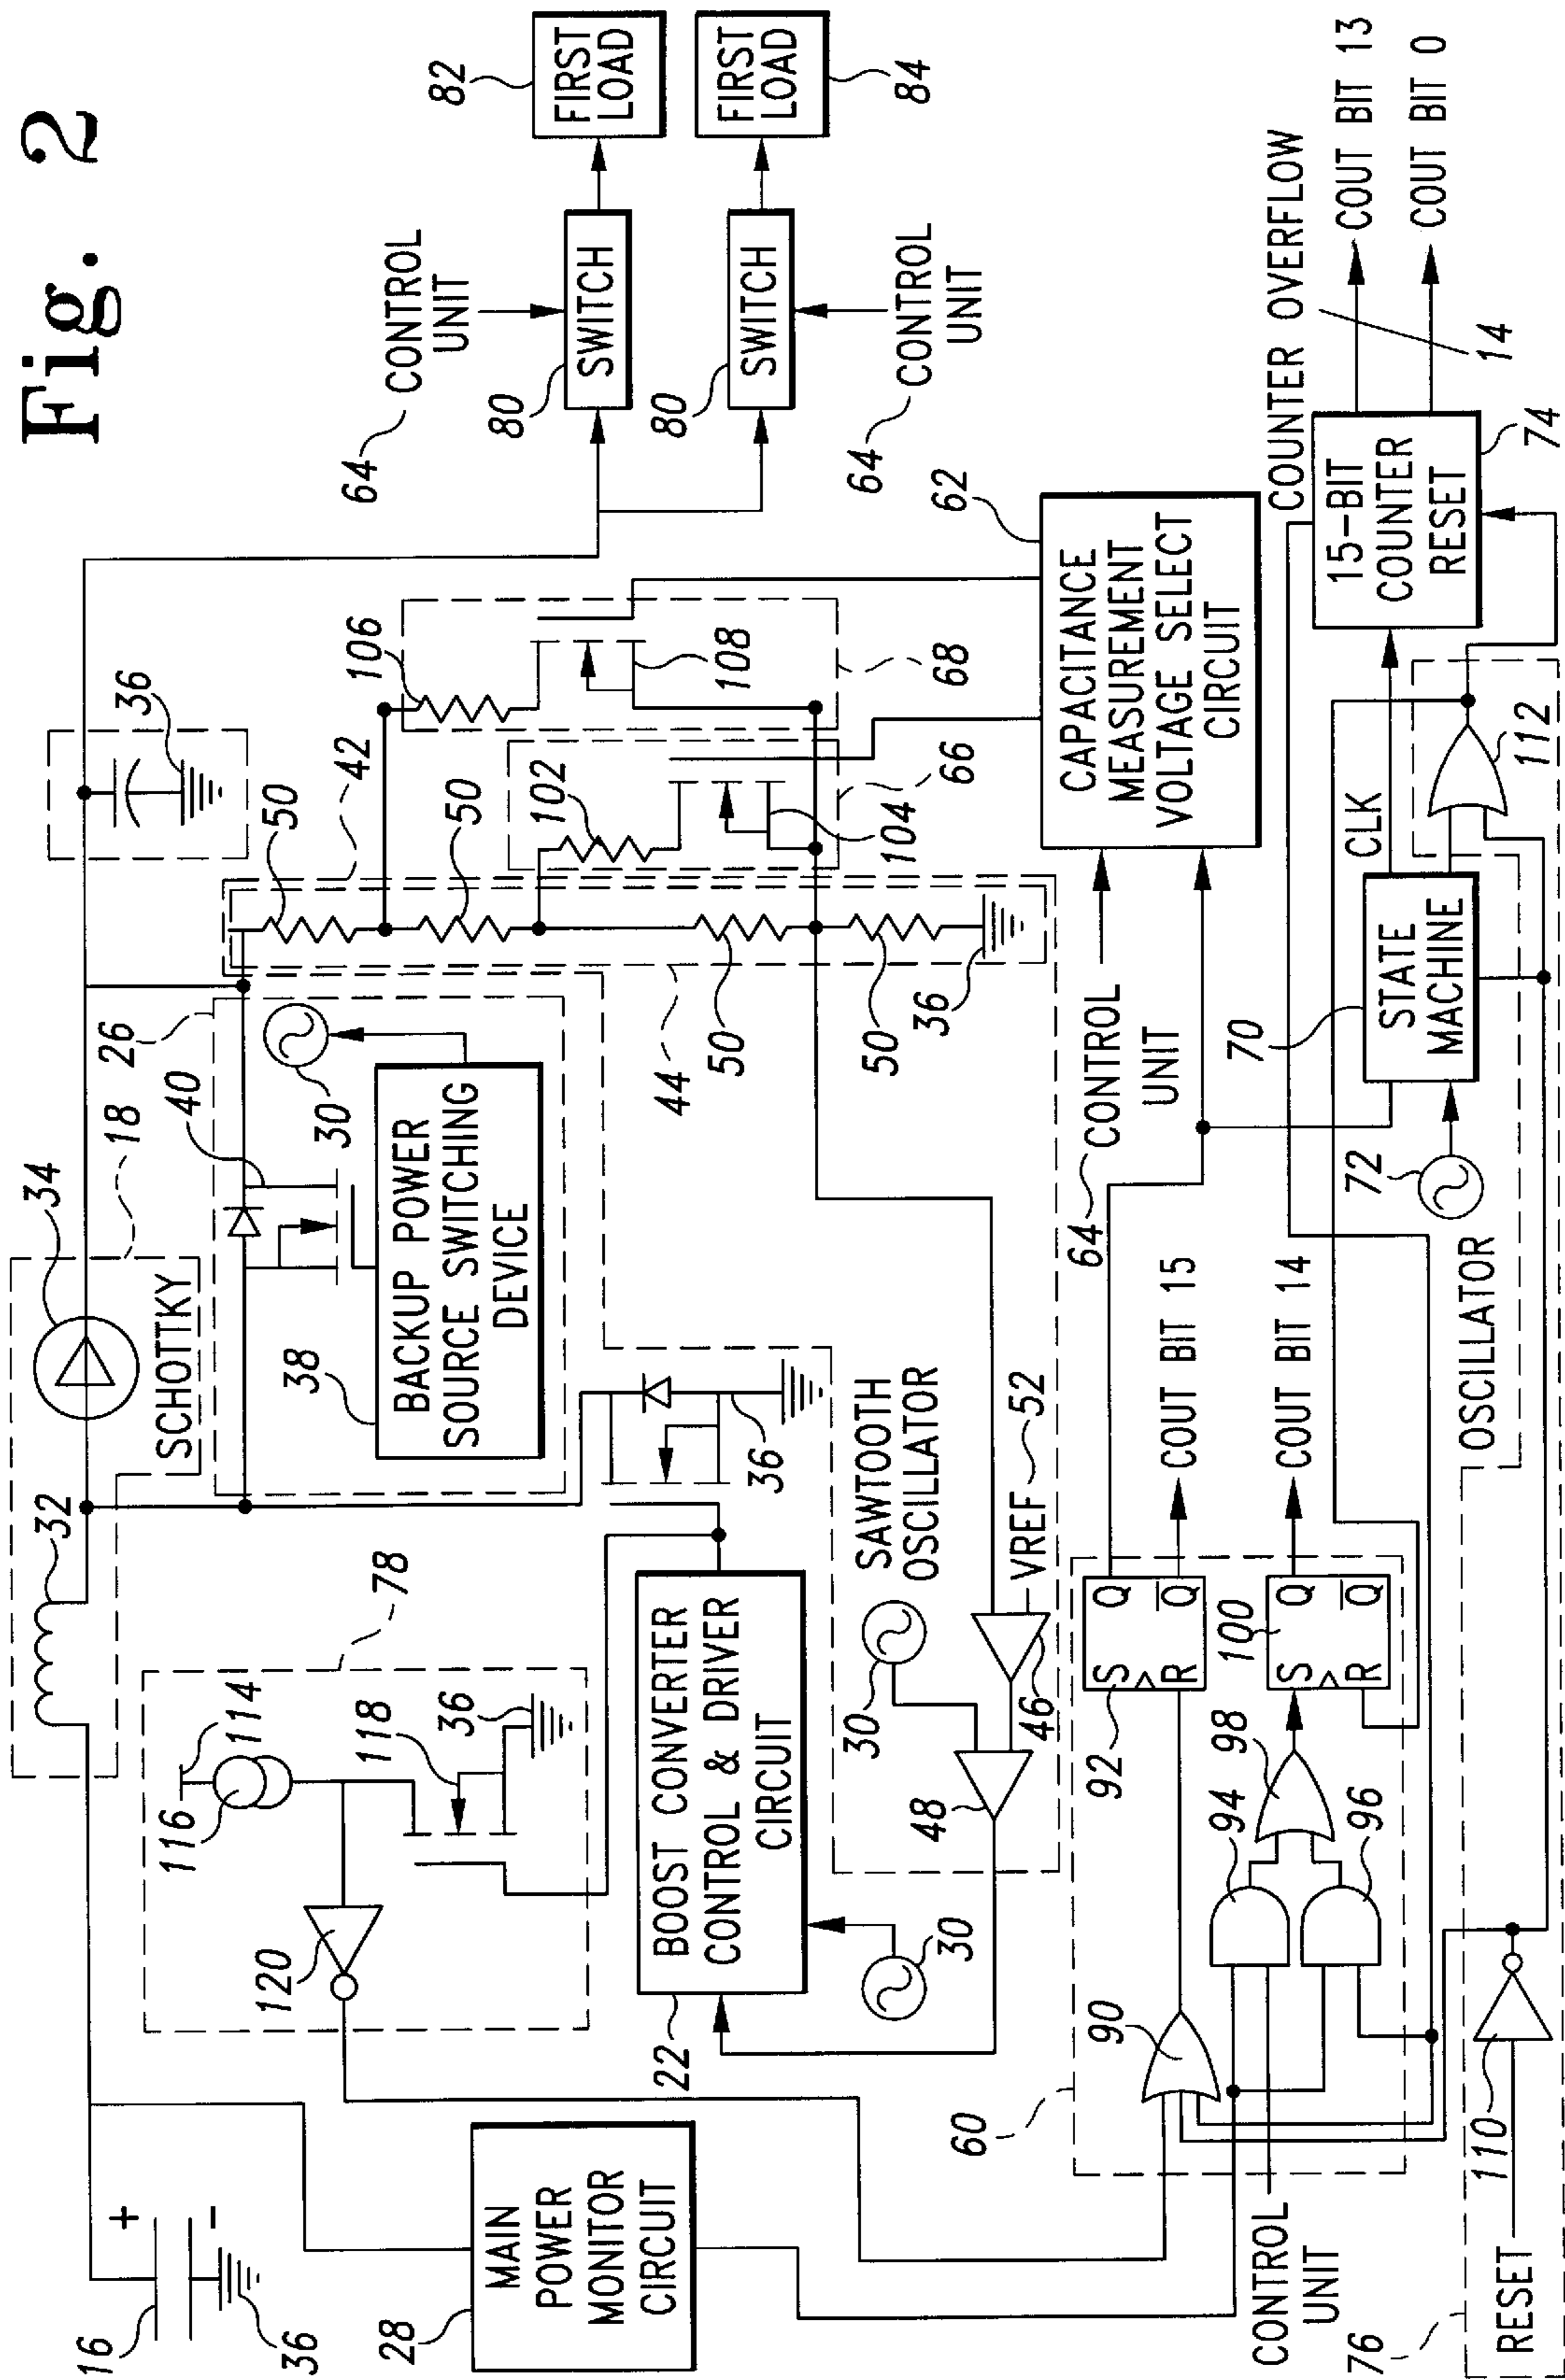 Fig. 2
16
+
-
36
MAIN
POWER
MONITOR
CIRCUIT
28
32
34
18
SCHOTTKY
26
36
78
114
116
118
36
120
BOOST CONVERTER
CONTROL & DRIVER
CIRCUIT
22
30
40
30
38
BACKUP POWER
SOURCE SWITCHING
DEVICE
36
SAWTOOTH
OSCILLATOR
30
VREF
52
46
48
50
50
50
50
36
42
44
102
104
66
106
108
68
64
CONTROL
UNIT
80
SWITCH
82
FIRST
LOAD
80
SWITCH
84
FIRST
LOAD
64
CONTROL
UNIT
62
CAPACITANCE
MEASUREMENT
VOLTAGE SELECT
CIRCUIT
64
CONTROL
UNIT
60
90
92
S
R
Q
Q
COUT BIT 15
94
96
98
100
S
R
Q
Q
COUT BIT 14
CONTROL
UNIT
70
STATE
MACHINE
72
OSCILLATOR
CLK
112
15-BIT
COUNTER
RESET
74
COUNTER OVERFLOW
COUT BIT 13
COUT BIT 0
14
76
RESET
110